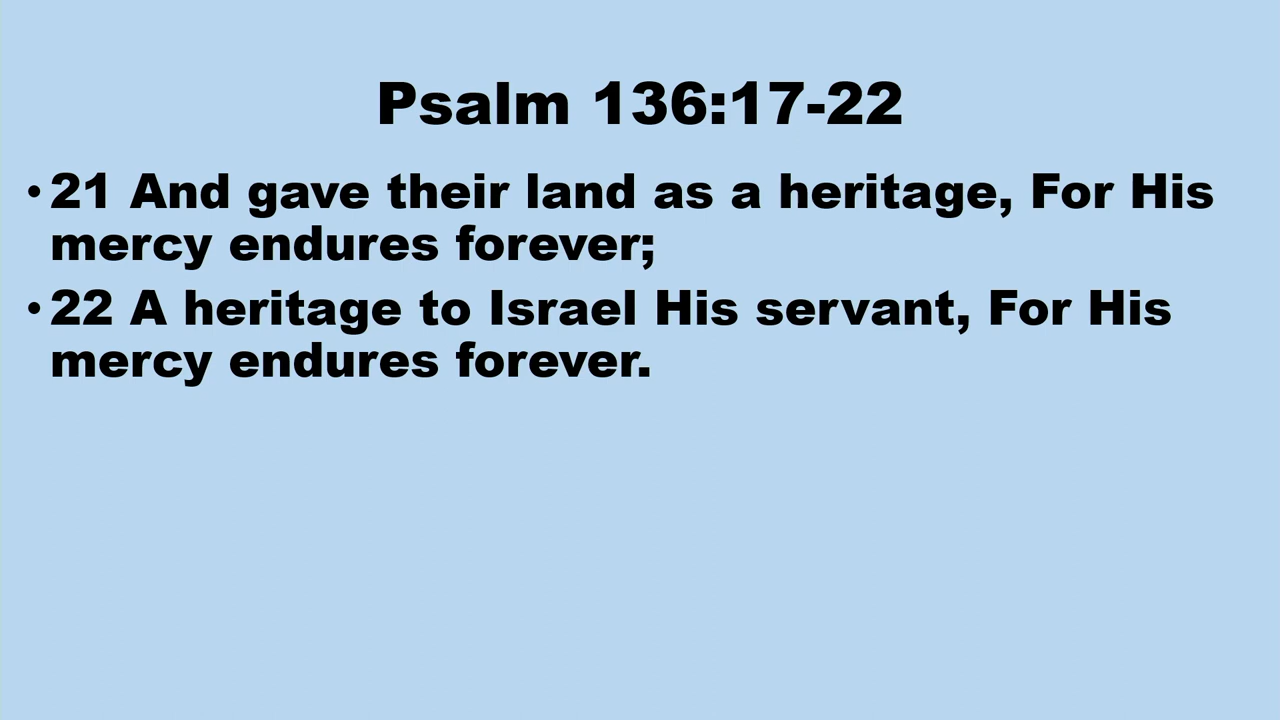 Psalm 136:17-22
•21 And gave their land as a heritage, For His
mercy endures forever;
•22 A heritage to Israel His servant, For His
mercy endures forever.